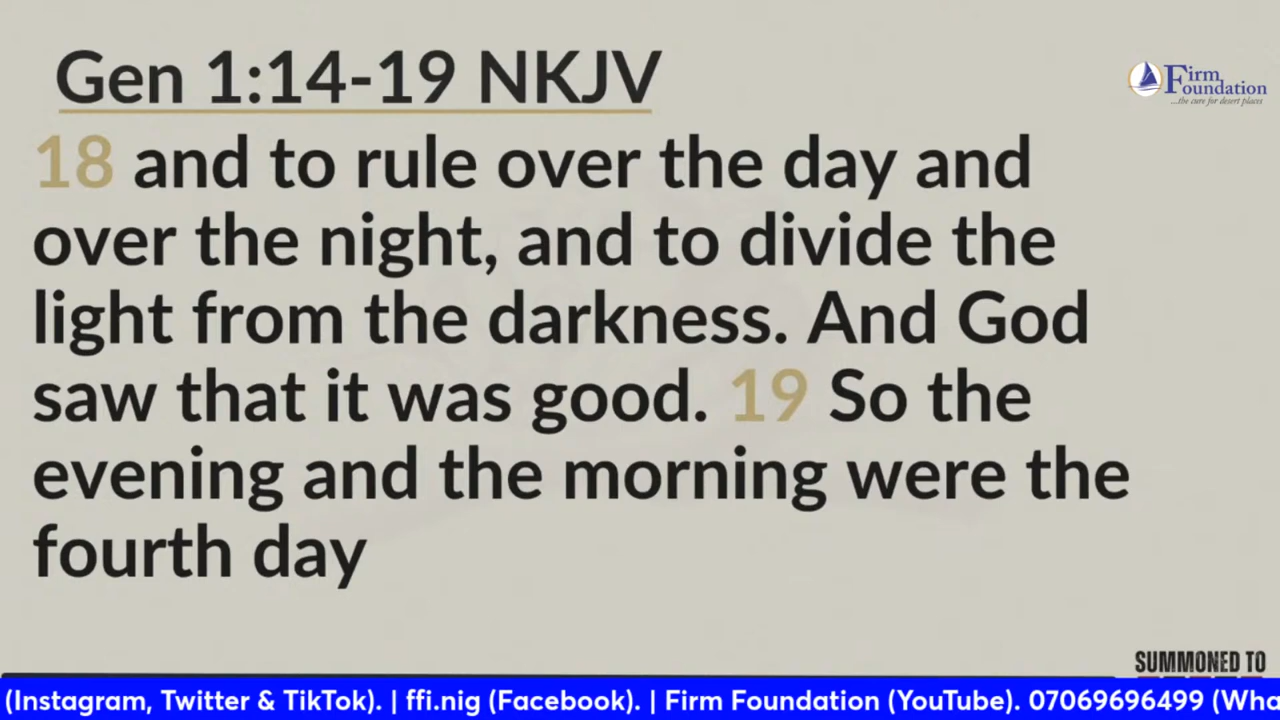 Gen 1:14-19 NKJV
Firm
Foundation
...the cure for desert places
18 and to rule over the day and
over the night, and to divide the
light from the darkness. And God
saw that it was good. 19 So the
evening and the morning were the
fourth day
SUMMONED TO
(Instagram, Twitter & TikTok). | ffi.nig (Facebook). | Firm Foundation (YouTube). 07069696499 (Wha